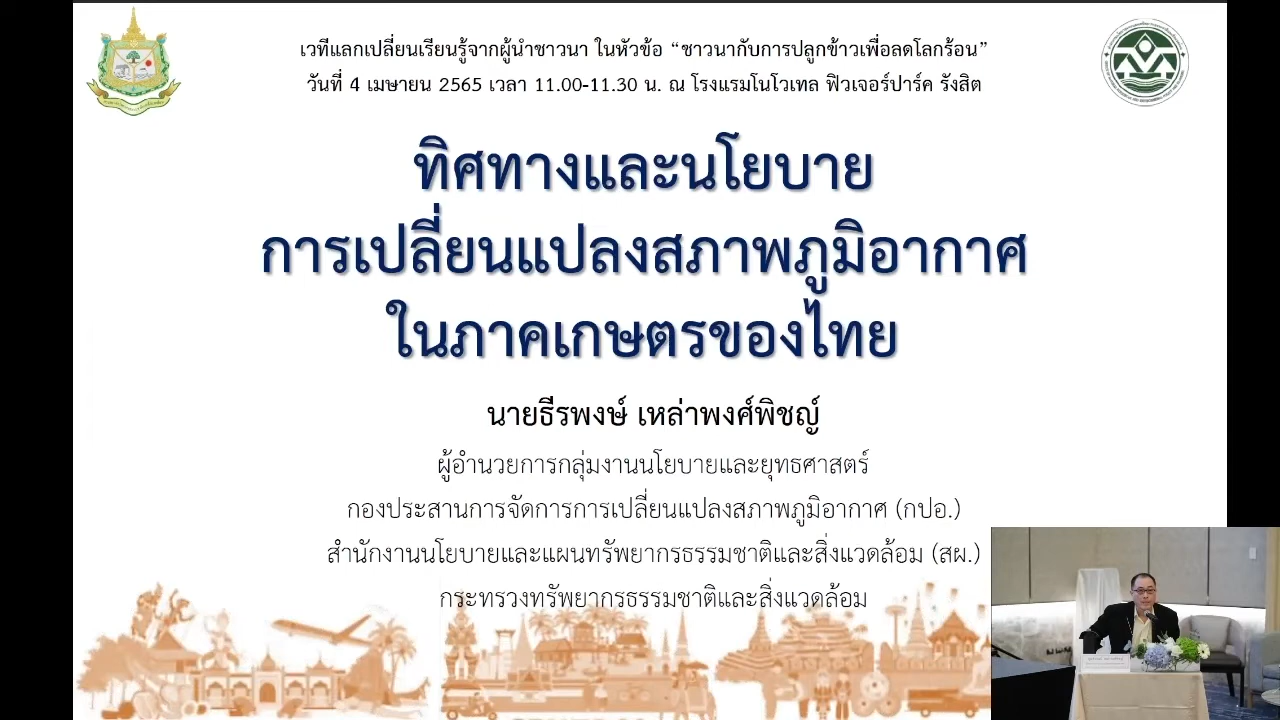 เวทีแลกเปลี่ยนเรียนรู้จากผู้นำชาวนา ในหัวข้อ “ชาวนากับการปลูกข้าวเพื่อลดโลกร้อน”
วันที่ 4 เมษายน 2565 เวลา 11.00-11.30 น. ณ โรงแรมโนโวเทล ฟิวเจอร์ปาร์ค รังสิต
ทิศทางและนโยบาย
การเปลี่ยนแปลงสภาพภูมิอากาศ
ในภาคเกษตรของไทย
นายธีรพงษ์ เหล่าพงศ์พิชญ์
ผู้อำนวยการกลุ่มงานนโยบายและยุทธศาสตร์
กองประสานการจัดการการเปลี่ยนแปลงสภาพภูมิอากาศ (กปอ.)
สำนักงานนโยบายและแผนทรัพยากรธรรมชาติและสิ่งแวดล้อม (สผ.)
กระทรวงทรัพยากรธรรมชาติและสิ่งแวดล้อม